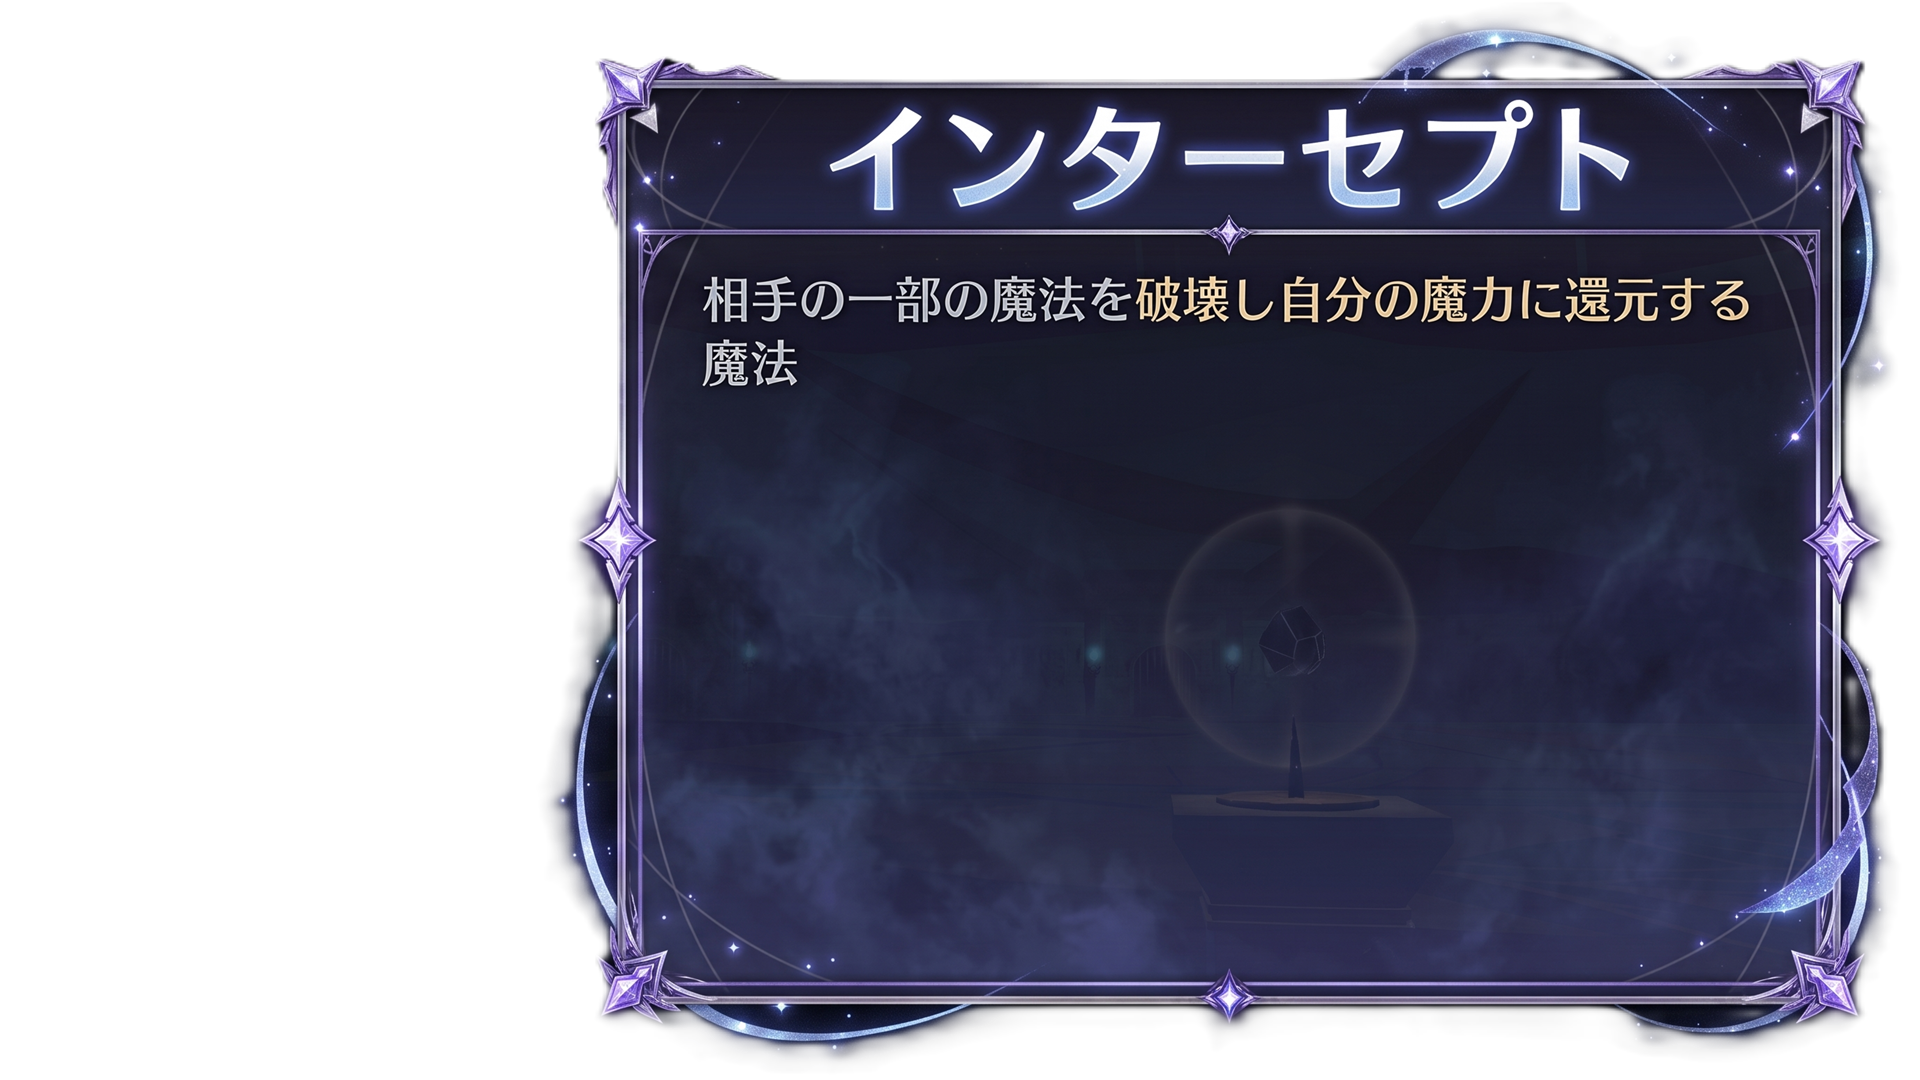 インターセプト
相手の一部の魔法を破壊し自分の魔力に還元する
魔法